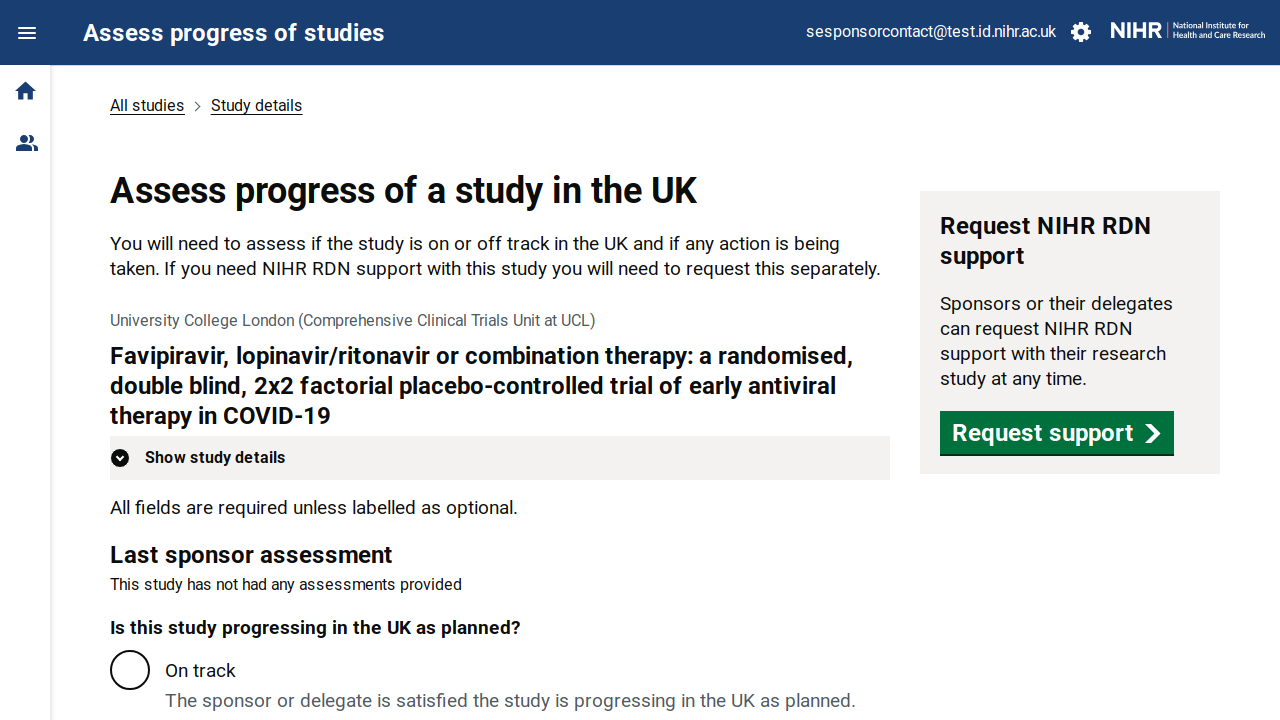 Assess progress of studies
sesponsorcontact@test.id.nihr.ac.uk
NIHR
National Institute for
Health and Care Research
All studies
Study details
Assess progress of a study in the UK
You will need to assess if the study is on or off track in the UK and if any action is being
taken. If you need NIHR RDN support with this study you will need to request this separately.
University College London (Comprehensive Clinical Trials Unit at UCL)
Favipiravir, lopinavir/ritonavir or combination therapy: a randomised,
double blind, 2x2 factorial placebo-controlled trial of early antiviral
therapy in COVID-19
Show study details
All fields are required unless labelled as optional.
Last sponsor assessment
This study has not had any assessments provided
Is this study progressing in the UK as planned?
On track
The sponsor or delegate is satisfied the study is progressing in the UK as planned.
Request NIHR RDN
support
Sponsors or their delegates
can request NIHR RDN
support with their research
study at any time.
Request support